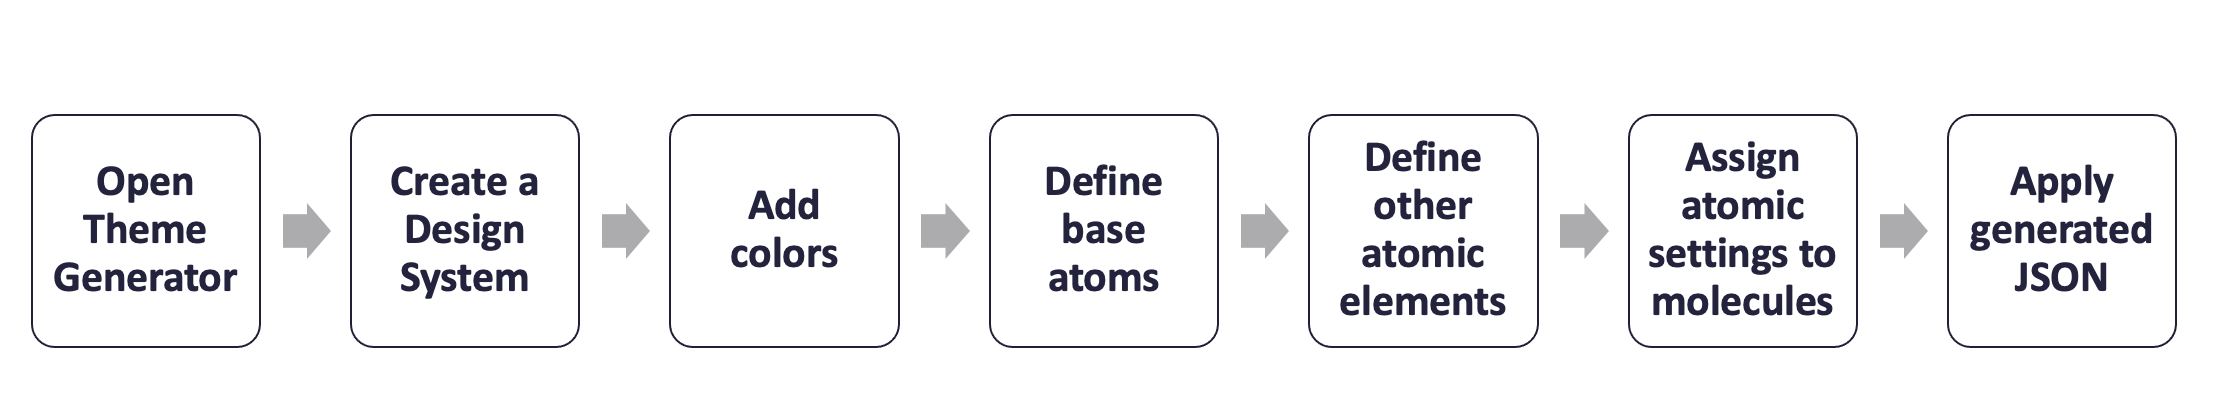 Open
Theme
Generator
Create a
Design
System
Add
colors
Define
base
atoms
Define
other
atomic
elements
Assign
atomic
settings to
molecules
Apply
generated
JSON